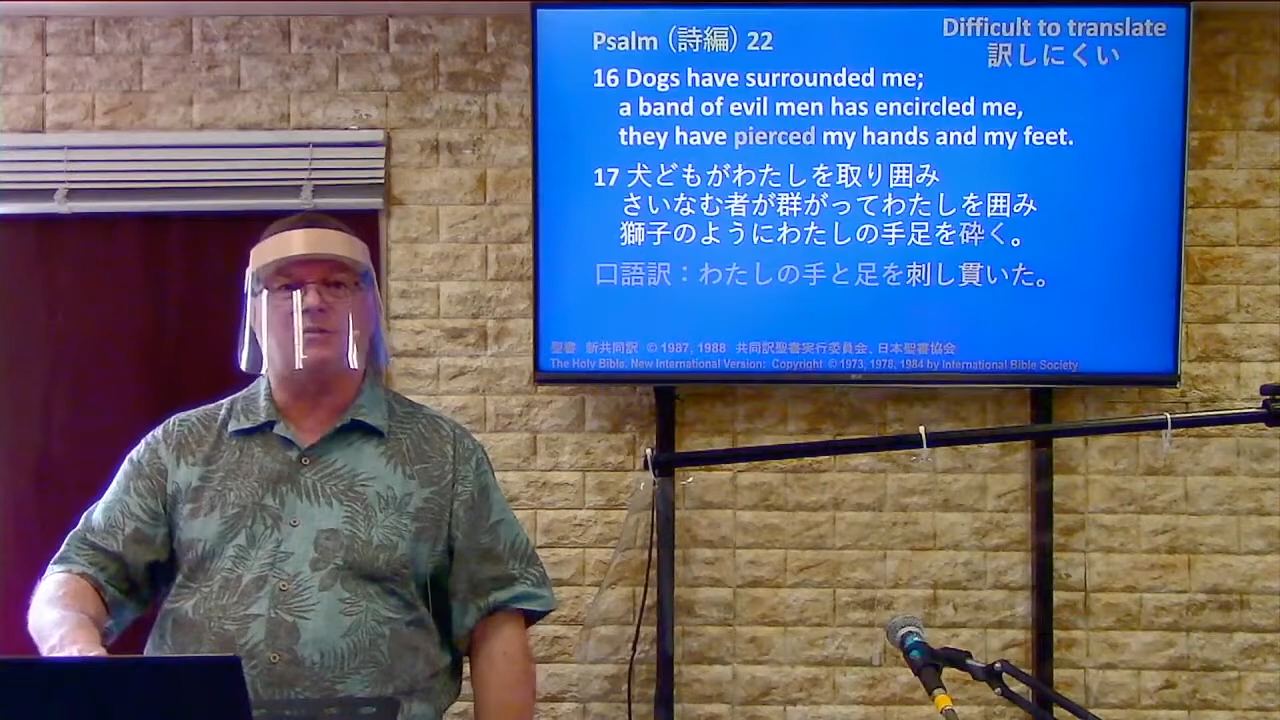 Psalm（詩編）22
Difficult to translate
訳しにくい
16 Dogs have surrounded me;
a band of evil men has encircled me,
they have pierced my hands and my feet.
17 犬どもがわたしを取り囲み
さいなむ者が群がってわたしを囲み
獅子のようにわたしの手足を砕く。
口語訳：わたしの手と足を刺し貫いた。
聖書　新共同訳　© 1987, 1988　共同訳聖書実行委員会、日本聖書協会
The Holy Bible, New International Version: Copyright © 1973, 1978, 1984 by International Bible Society